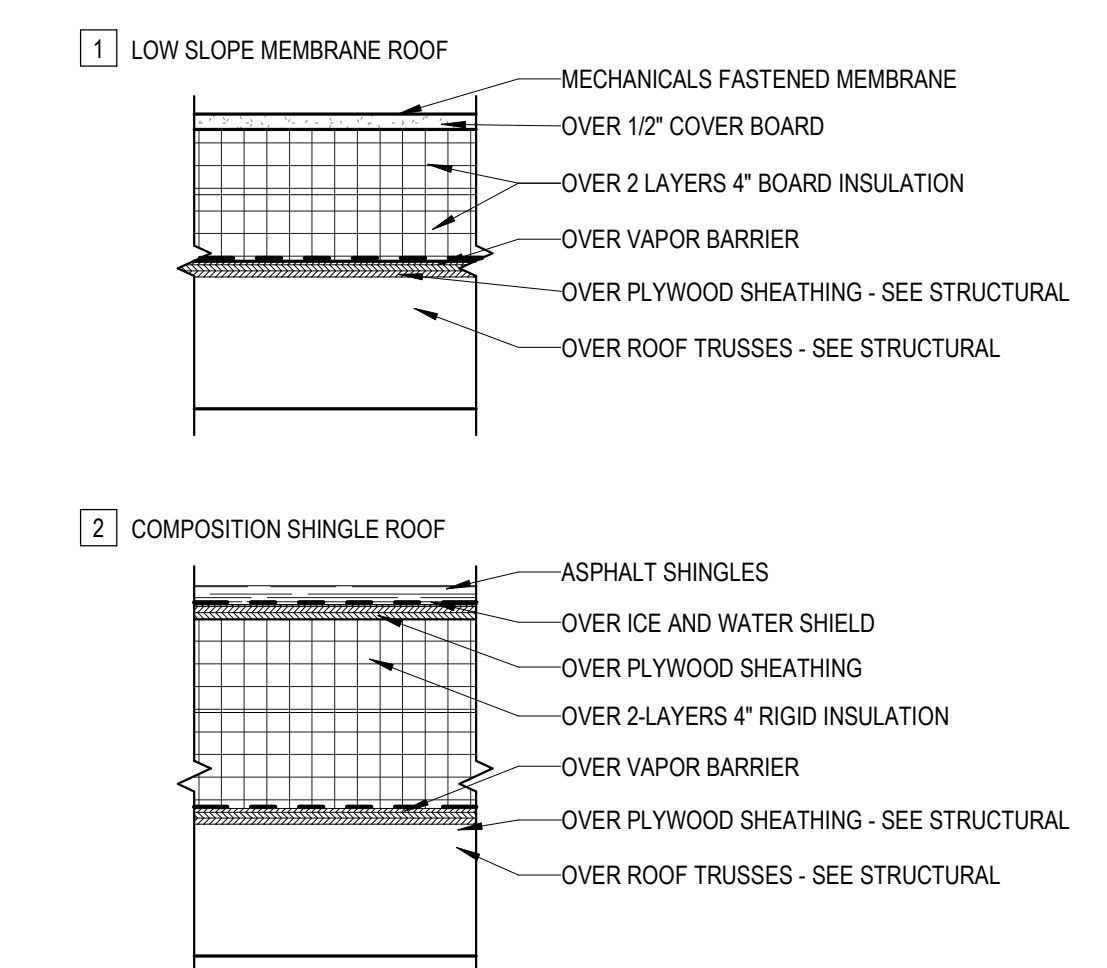 1 LOW SLOPE MEMBRANE ROOF
MECHANICALS FASTENED MEMBRANE
OVER 1/2" COVER BOARD
OVER 2 LAYERS 4" BOARD INSULATION
OVER VAPOR BARRIER
OVER PLYWOOD SHEATHING - SEE STRUCTURAL
OVER ROOF TRUSSES - SEE STRUCTURAL
2 COMPOSITION SHINGLE ROOF
ASPHALT SHINGLES
OVER ICE AND WATER SHIELD
OVER PLYWOOD SHEATHING
OVER 2-LAYERS 4" RIGID INSULATION
OVER VAPOR BARRIER
OVER PLYWOOD SHEATHING - SEE STRUCTURAL
OVER ROOF TRUSSES - SEE STRUCTURAL